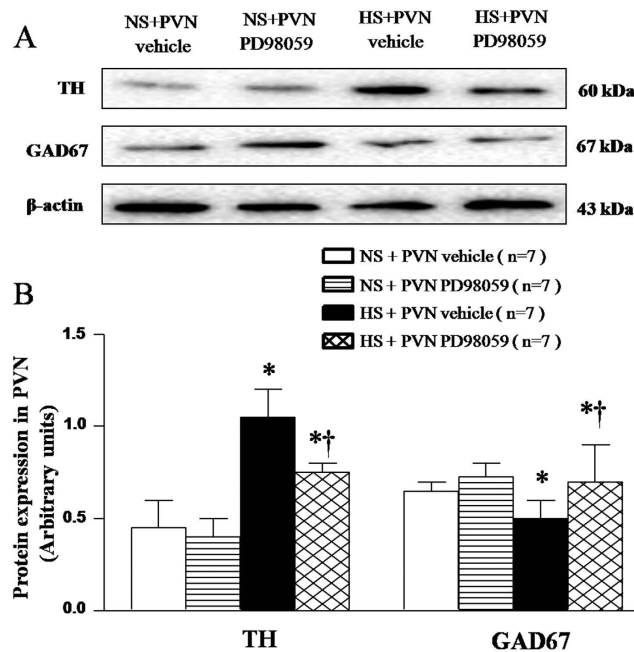 A
NS+PVN vehicle
NS+PVN PD98059
HS+PVN vehicle
HS+PVN PD98059
TH
60 kDa
GAD67
67 kDa
β-actin
43 kDa
NS + PVN vehicle ( n=7 )
NS + PVN PD98059 ( n=7 )
HS + PVN vehicle ( n=7 )
HS + PVN PD98059 ( n=7 )
B
Protein expression in PVN
(Arbitrary units)
1.5
1.0
0.5
0.0
*
*†
*
*†
TH
GAD67